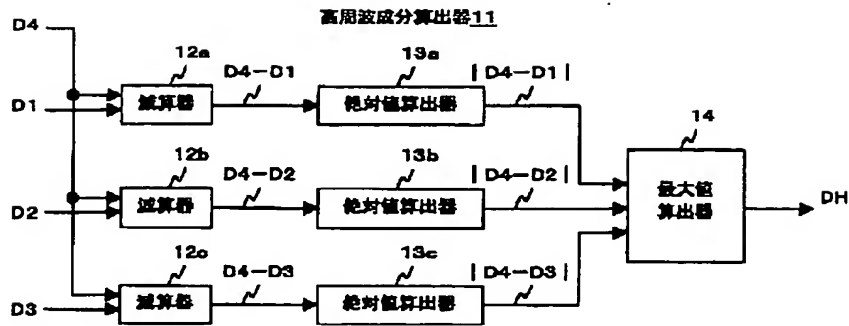 高周波成分算出器11
D4
12a
D4−D1
13a
|D4−D1|
D1
減算器
絶対値算出器
14
12b
D4−D2
13b
|D4−D2|
D2
減算器
絶対値算出器
最大値
算出器
DH
12c
D4−D3
13c
|D4−D3|
D3
減算器
絶対値算出器